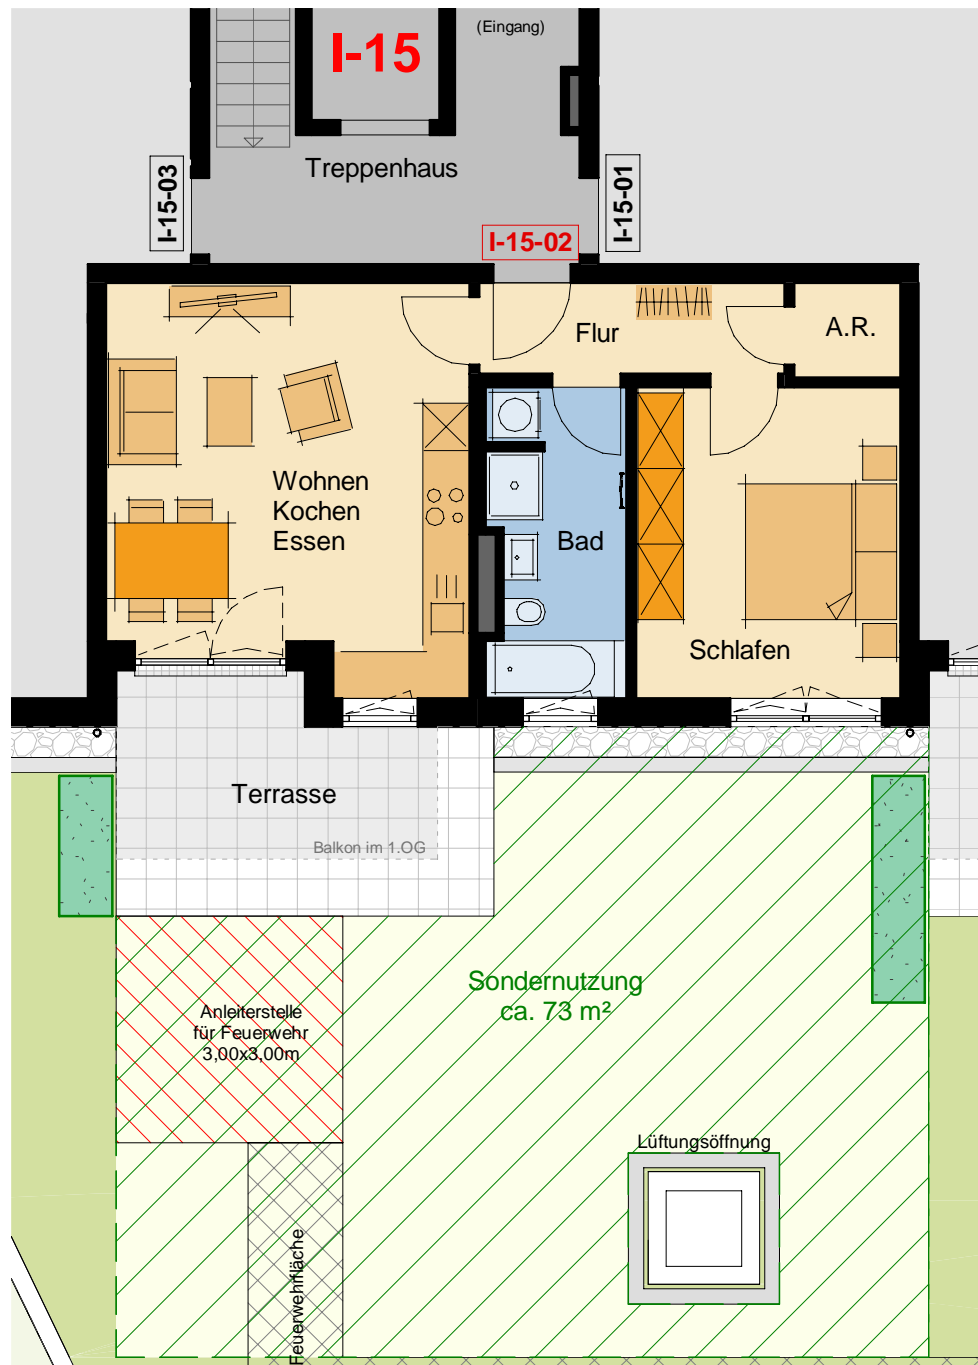 (Eingang)
I-15
Treppenhaus
I-15-03
I-15-01
I-15-02
Flur
A.R.
Wohnen
Kochen
Essen
Bad
Schlafen
Terrasse
Balkon im 1.OG
Sondernutzung
ca. 73 m²
Anleiterstelle
für Feuerwehr
3,00x3,00m
Lüftungsöffnung
Feuerwehrfläche